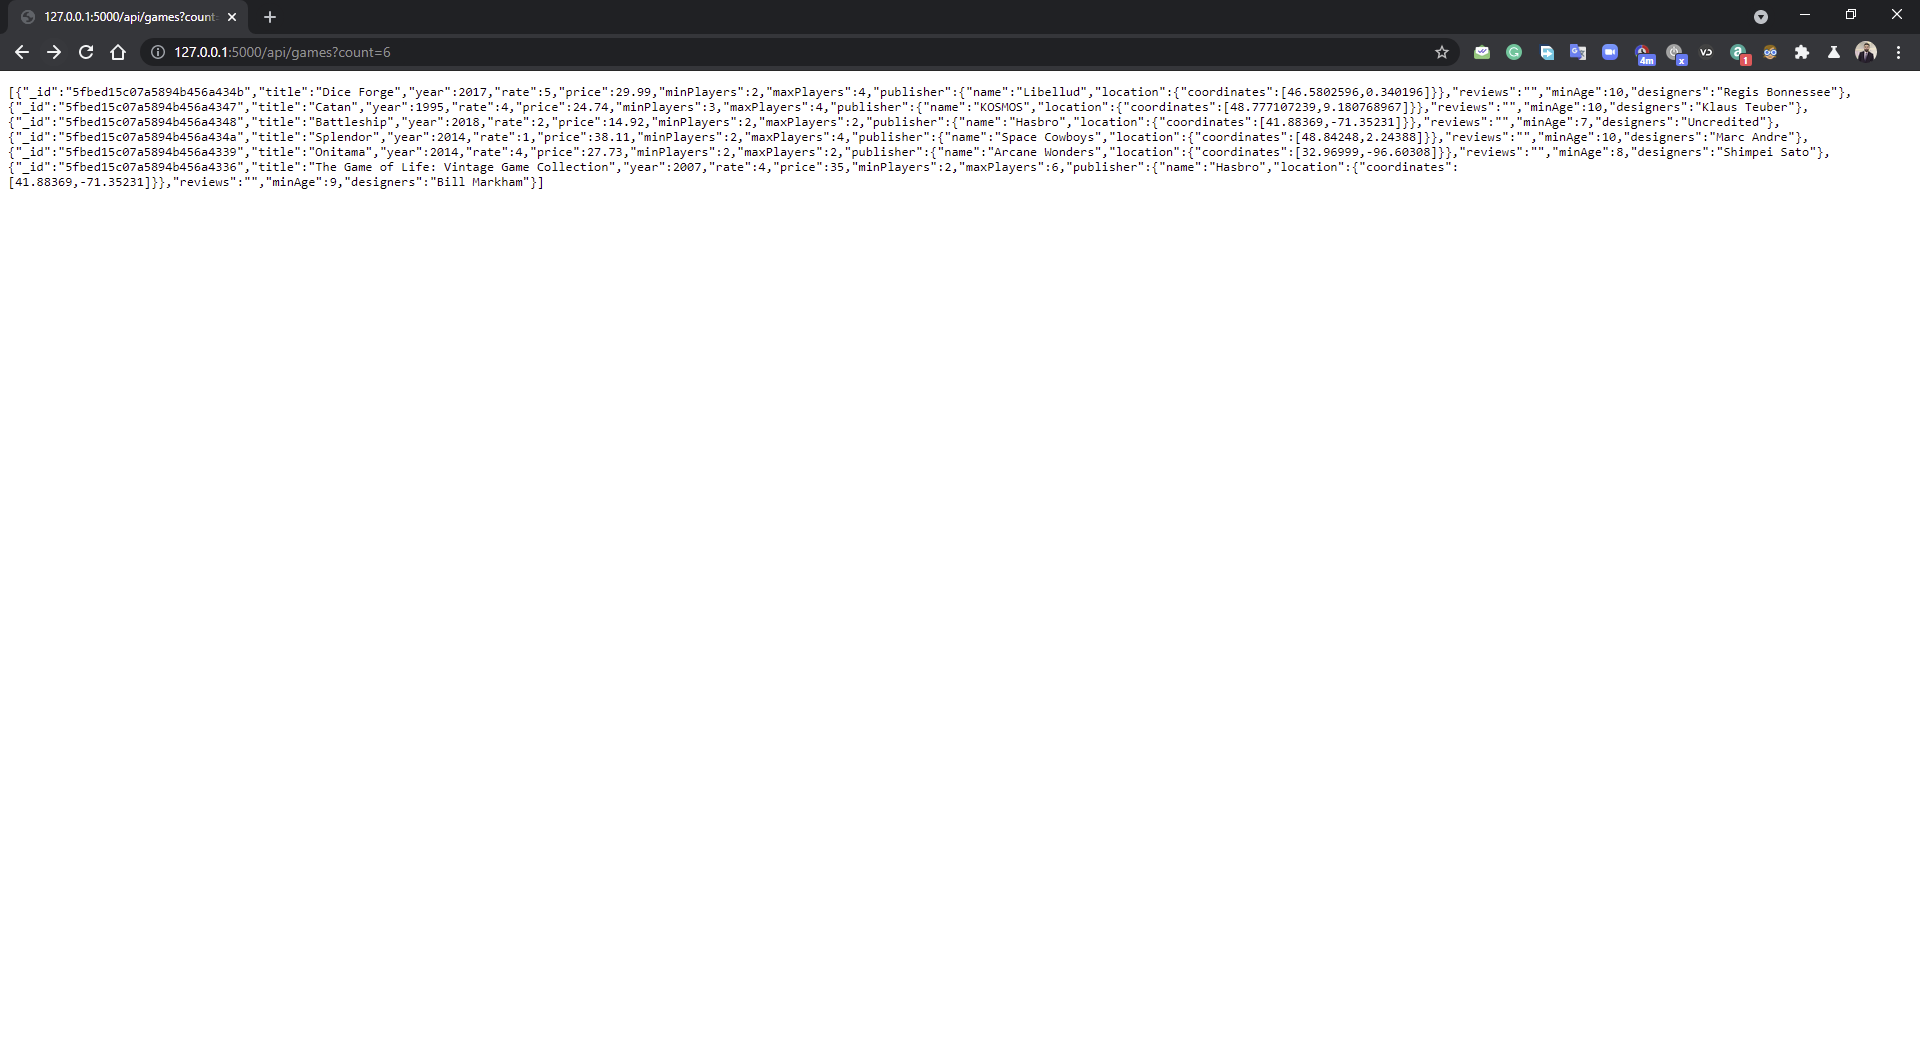 127.0.0.1:5000/api/games?count
127.0.0.1:5000/api/games?count=6
4m
x
1
[{"_id":"5fbed15c07a5894b456a434b","title":"Dice Forge","year":2017,"rate":5,"price":29.99,"minPlayers":2,"maxPlayers":4,"publisher":{"name":"Libellud","location":{"coordinates":[46.5802596,0.340196]}},"reviews":"","minAge":10,"designers":"Regis Bonnessee"},
{"_id":"5fbed15c07a5894b456a4347","title":"Catan","year":1995,"rate":4,"price":24.74,"minPlayers":3,"maxPlayers":4,"publisher":{"name":"KOSMOS","location":{"coordinates":[48.777107239,9.180768967]}},"reviews":"","minAge":10,"designers":"Klaus Teuber"},
{"_id":"5fbed15c07a5894b456a4348","title":"Battleship","year":2018,"rate":2,"price":14.92,"minPlayers":2,"maxPlayers":2,"publisher":{"name":"Hasbro","location":{"coordinates":[41.88369,-71.35231]}},"reviews":"","minAge":7,"designers":"Uncredited"},
{"_id":"5fbed15c07a5894b456a434a","title":"Splendor","year":2014,"rate":1,"price":38.11,"minPlayers":2,"maxPlayers":4,"publisher":{"name":"Space Cowboys","location":{"coordinates":[48.84248,2.24388]}},"reviews":"","minAge":10,"designers":"Marc Andre"},
{"_id":"5fbed15c07a5894b456a4339","title":"Onitama","year":2014,"rate":4,"price":27.73,"minPlayers":2,"maxPlayers":2,"publisher":{"name":"Arcane Wonders","location":{"coordinates":[32.96999,-96.60308]}},"reviews":"","minAge":8,"designers":"Shimpei Sato"},
{"_id":"5fbed15c07a5894b456a4336","title":"The Game of Life: Vintage Game Collection","year":2007,"rate":4,"price":35,"minPlayers":2,"maxPlayers":6,"publisher":{"name":"Hasbro","location":{"coordinates":
[41.88369,-71.35231]}},"reviews":"","minAge":9,"designers":"Bill Markham"}]